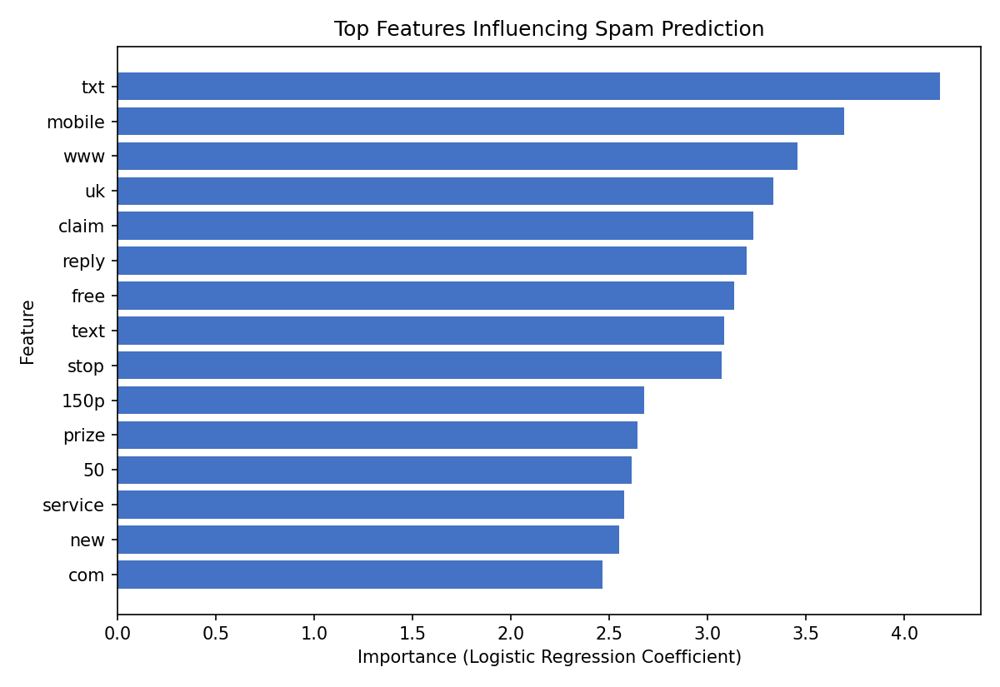 Top Features Influencing Spam Prediction
Feature
txt
mobile
www
uk
claim
reply
free
text
stop
150p
prize
50
service
new
com
0.0 0.5 1.0 1.5 2.0 2.5 3.0 3.5 4.0
Importance (Logistic Regression Coefficient)